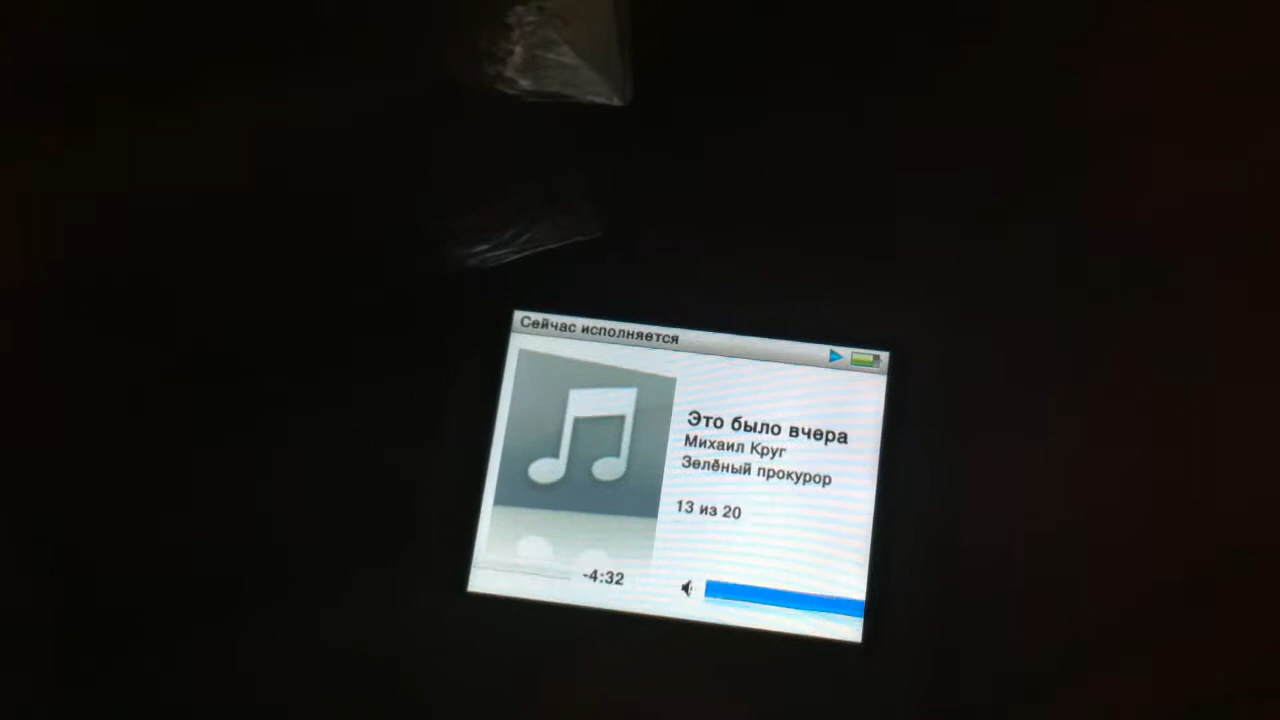 Сейчас исполняется
Это было вчера
Михаил Круг
Зелёный прокурор
13 из 20
-4:32